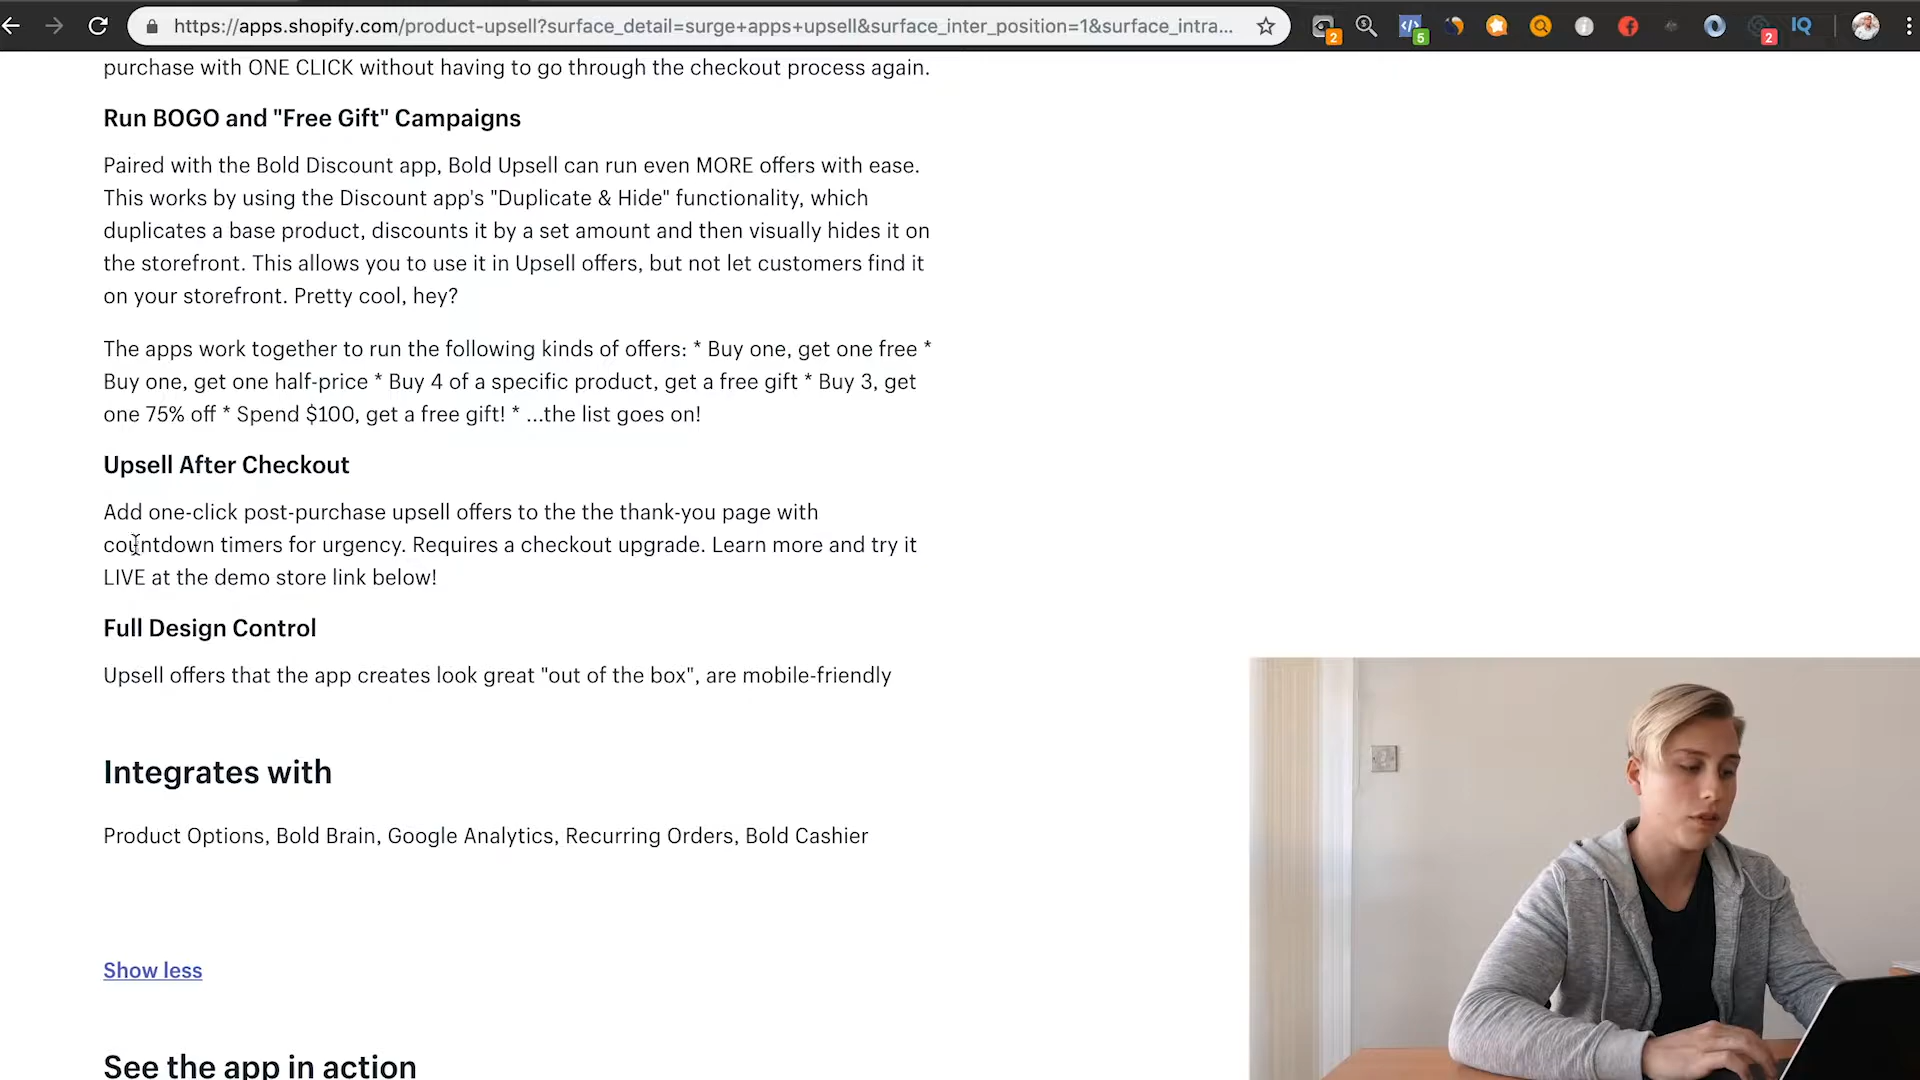 https://apps.shopify.com/product-upsell?surface_detail=surge+apps+upsell&surface_inter_position=1&surface_intra...
2
5
2
IQ
purchase with ONE CLICK without having to go through the checkout process again.
Run BOGO and "Free Gift" Campaigns
Paired with the Bold Discount app, Bold Upsell can run even MORE offers with ease.
This works by using the Discount app's "Duplicate & Hide" functionality, which
duplicates a base product, discounts it by a set amount and then visually hides it on
the storefront. This allows you to use it in Upsell offers, but not let customers find it
on your storefront. Pretty cool, hey?
The apps work together to run the following kinds of offers: * Buy one, get one free *
Buy one, get one half-price * Buy 4 of a specific product, get a free gift * Buy 3, get
one 75% off * Spend $100, get a free gift! * ...the list goes on!
Upsell After Checkout
Add one-click post-purchase upsell offers to the the thank-you page with
countdown timers for urgency. Requires a checkout upgrade. Learn more and try it
LIVE at the demo store link below!
Full Design Control
Upsell offers that the app creates look great "out of the box", are mobile-friendly
Integrates with
Product Options, Bold Brain, Google Analytics, Recurring Orders, Bold Cashier
Show less
See the app in action